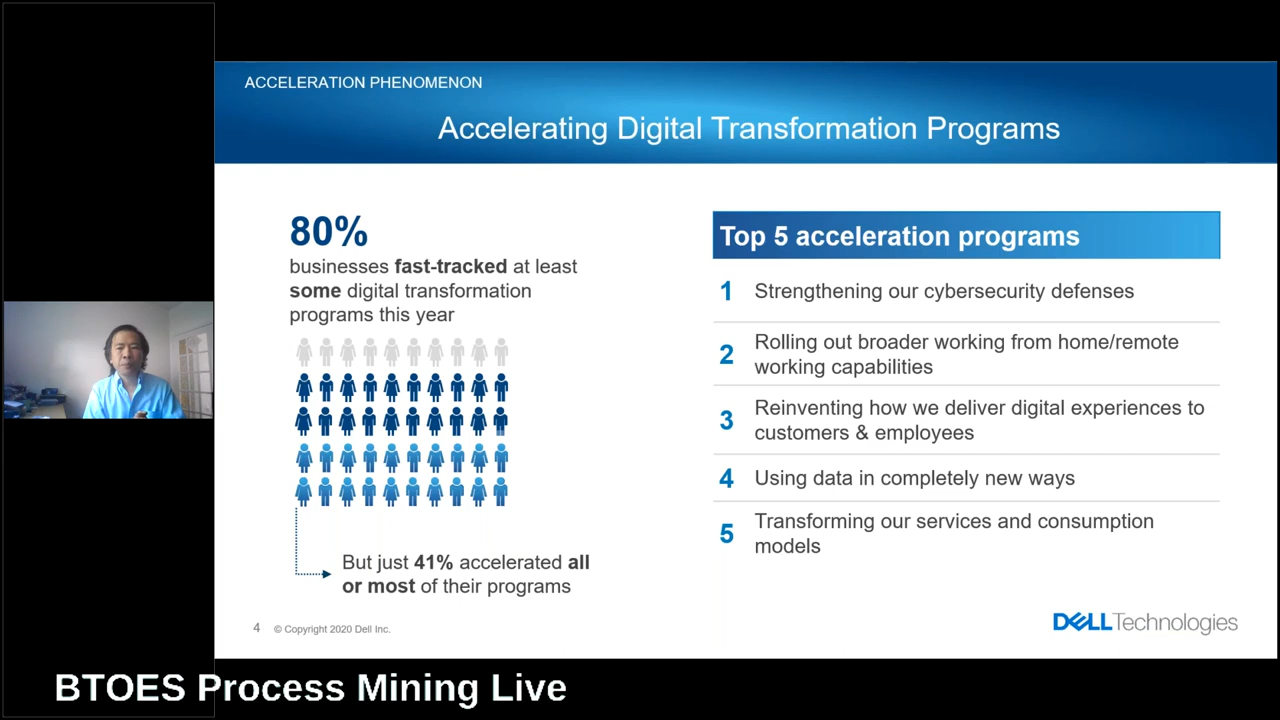 ACCELERATION PHENOMENON
Accelerating Digital Transformation Programs
80%
businesses fast-tracked at least
some digital transformation
programs this year
But just 41% accelerated all
or most of their programs
Top 5 acceleration programs
1 Strengthening our cybersecurity defenses
2 Rolling out broader working from home/remote
working capabilities
3 Reinventing how we deliver digital experiences to
customers & employees
4 Using data in completely new ways
5 Transforming our services and consumption
models
4 © Copyright 2020 Dell Inc.
DELLTechnologies
BTOES Process Mining Live